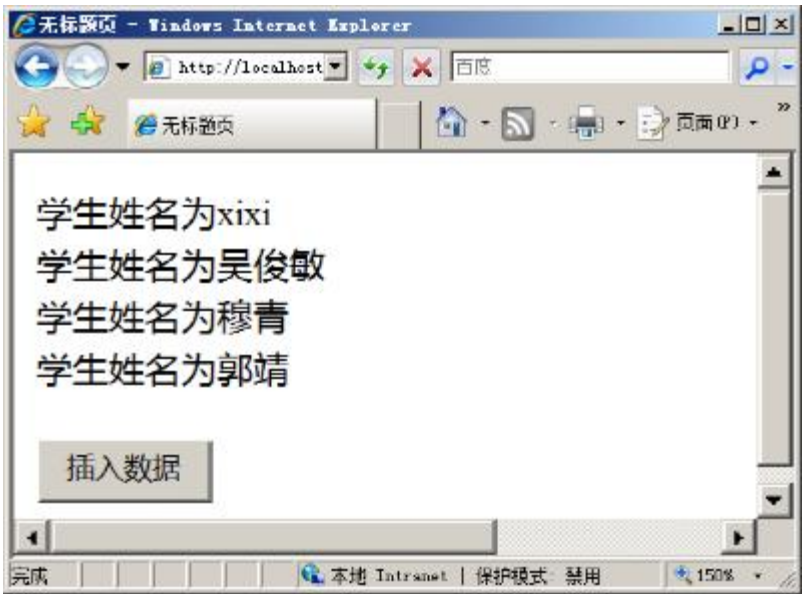 无标题页 - Windows Internet Explorer
http://localhost
百度
无标题页
页面(P)
学生姓名为xixi
学生姓名为吴俊敏
学生姓名为穆青
学生姓名为郭靖
插入数据
完成
本地 Intranet | 保护模式: 禁用
150%